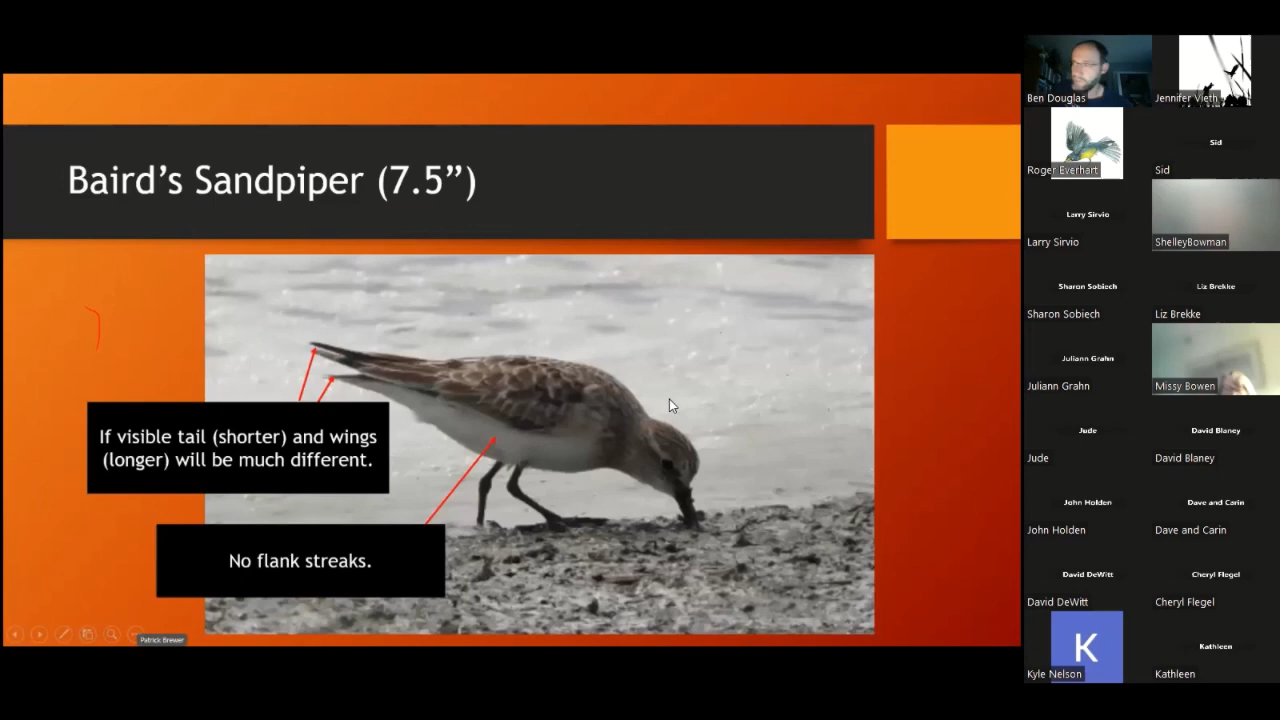 Baird’s Sandpiper (7.5”)
If visible tail (shorter) and wings
(longer) will be much different.
No flank streaks.
Patrick Brewer
Ben Douglas
Jennifer Vieth
Roger Everhart
Sid
Sid
Larry Sirvio
Larry Sirvio
ShelleyBowman
Sharon Sobiech
Sharon Sobiech
Liz Brekke
Liz Brekke
Juliann Grahn
Juliann Grahn
Missy Bowen
Jude
Jude
David Blaney
David Blaney
John Holden
John Holden
Dave and Carin
Dave and Carin
David DeWitt
David DeWitt
Cheryl Flegel
Cheryl Flegel
K
Kyle Nelson
Kathleen
Kathleen